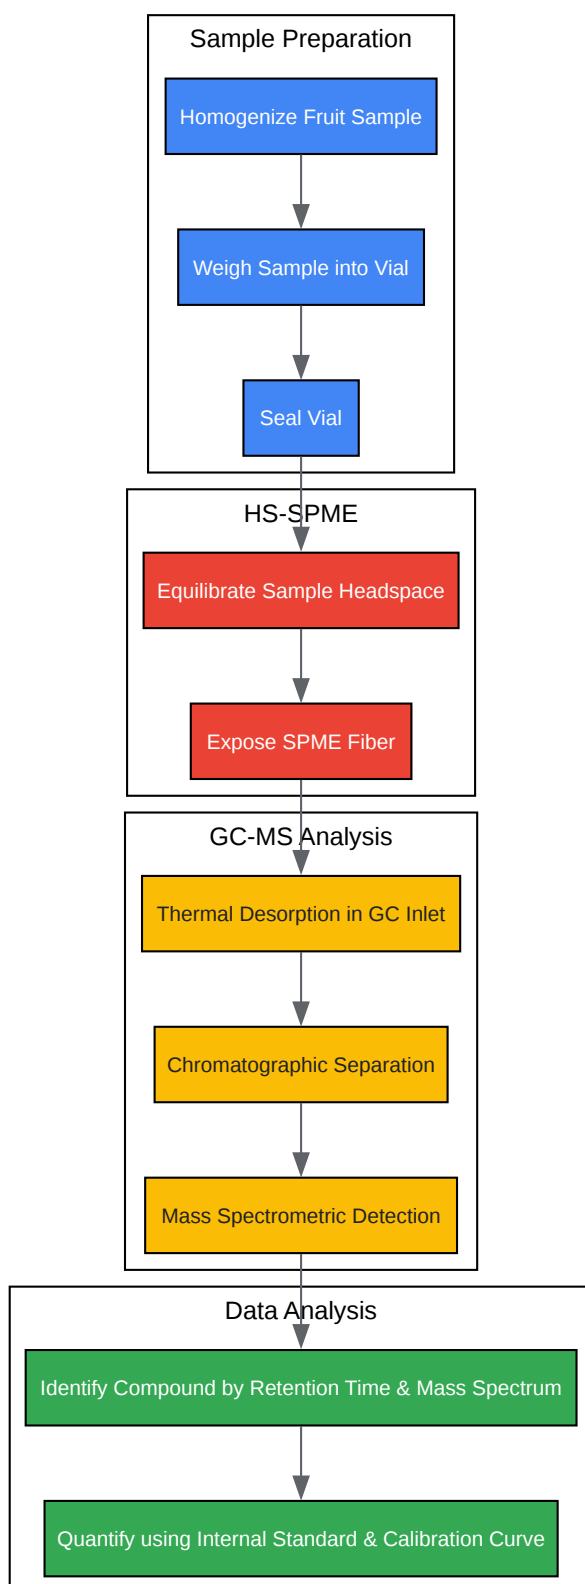 Sample Preparation
Homogenize Fruit Sample
Weigh Sample into Vial
Seal Vial
HS-SPME
Equilibrate Sample Headspace
Expose SPME Fiber
GC-MS Analysis
Thermal Desorption in GC Inlet
Chromatographic Separation
Mass Spectrometric Detection
Data Analysis
Identify Compound by Retention Time & Mass Spectrum
Quantify using Internal Standard & Calibration Curve